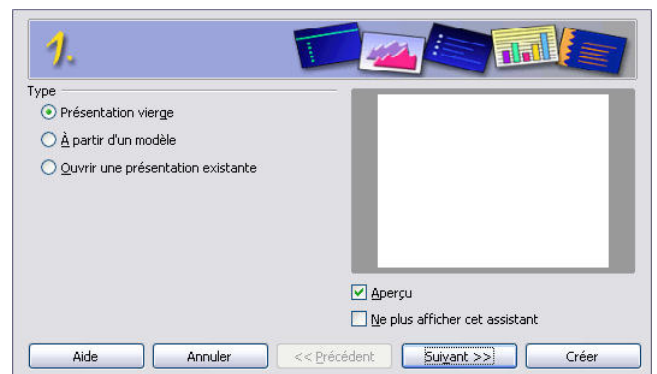 1.
Type
Présentation vierge
À partir d'un modèle
Ouvrir une présentation existante
Aperçu
Ne plus afficher cet assistant
Aide
Annuler
<< Précédent
Suivant >>
Créer